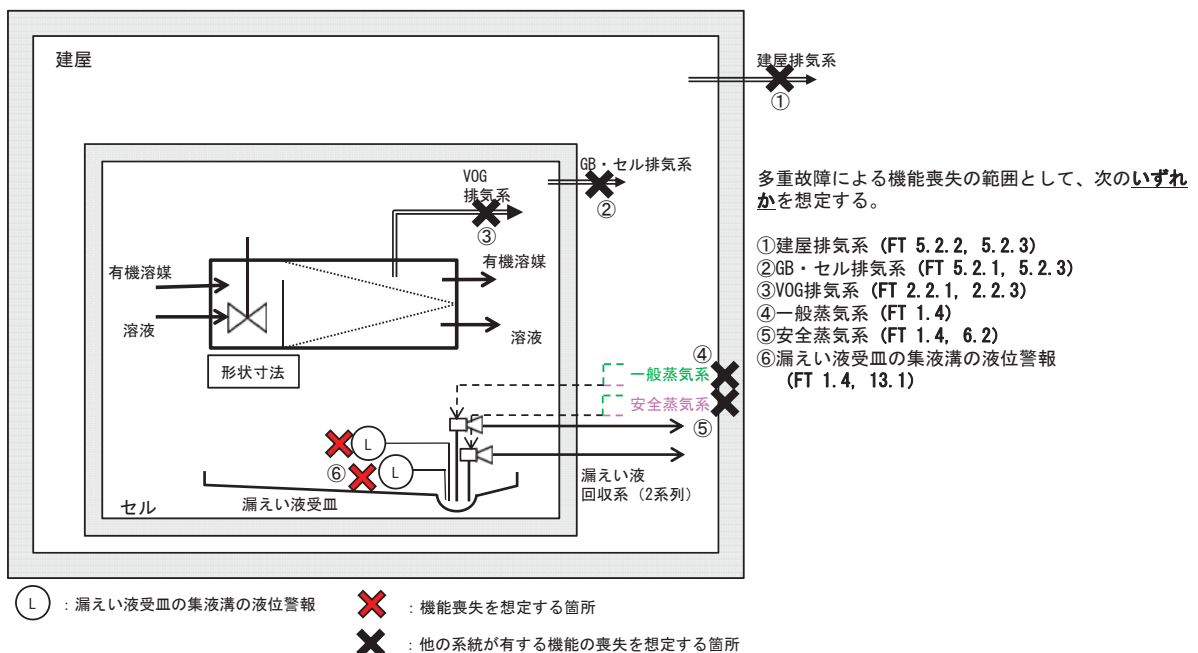 建屋
建屋排気系
①
GB・セル排気系
②
VOG
排気系
③
多重故障による機能喪失の範囲として、次のいずれ
かを想定する。
①建屋排気系 (FT 5.2.2, 5.2.3)
②GB・セル排気系 (FT 5.2.1, 5.2.3)
③VOG排気系 (FT 2.2.1, 2.2.3)
④一般蒸気系 (FT 1.4)
⑤安全蒸気系 (FT 1.4, 6.2)
⑥漏えい液受皿の集液溝の液位警報
(FT 1.4, 13.1)
有機溶媒
有機溶媒
溶液
溶液
形状寸法
④
一般蒸気系
安全蒸気系
⑤
L
⑥
L
漏えい液
回収系（2系列）
漏えい液受皿
セル
L
：漏えい液受皿の集液溝の液位警報
：機能喪失を想定する箇所
：他の系統が有する機能の喪失を想定する箇所